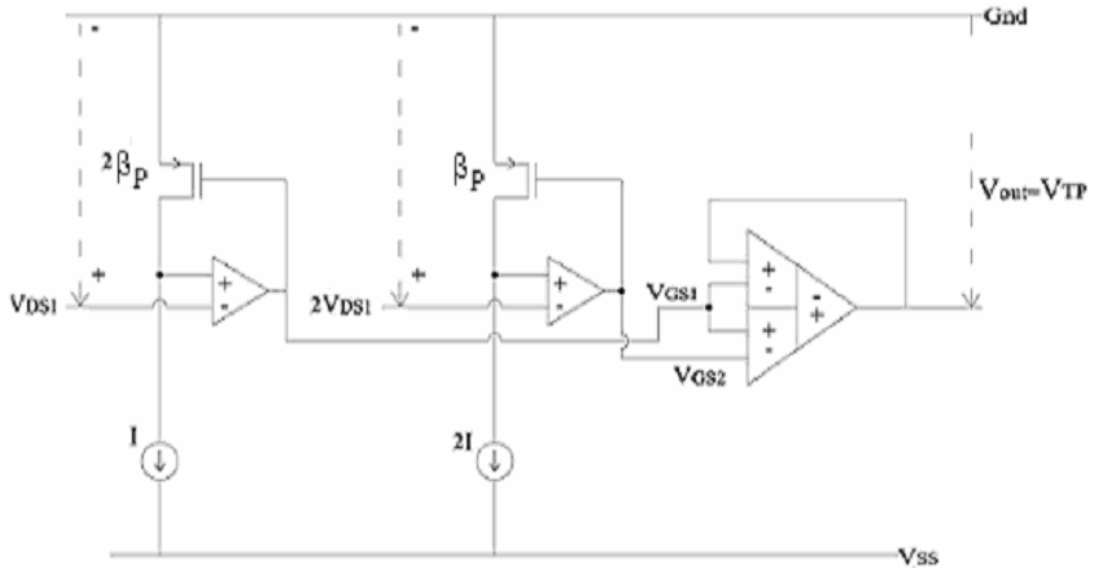 - - Gnd
2βP βP
Vout=VTP
+ +
VDS1 + - 2VDS1 + - VGS1 + - + - - +
VGS2
I 2I
VSS